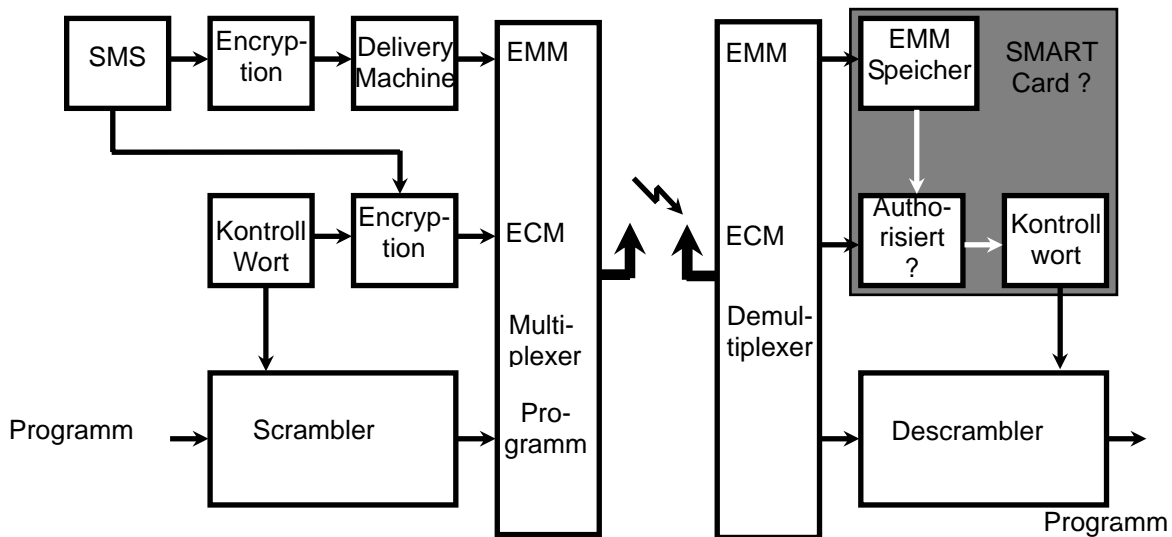 SMS
Encryp-
tion
Delivery
Machine
EMM
EMM
EMM
Speicher
SMART
Card ?
Kontroll
Wort
Encryp-
tion
ECM
ECM
Autho-
risiert
?
Kontroll
wort
Multi-
plexer
Demul-
tiplexer
Programm
Scrambler
Pro-
gramm
Descrambler
Programm